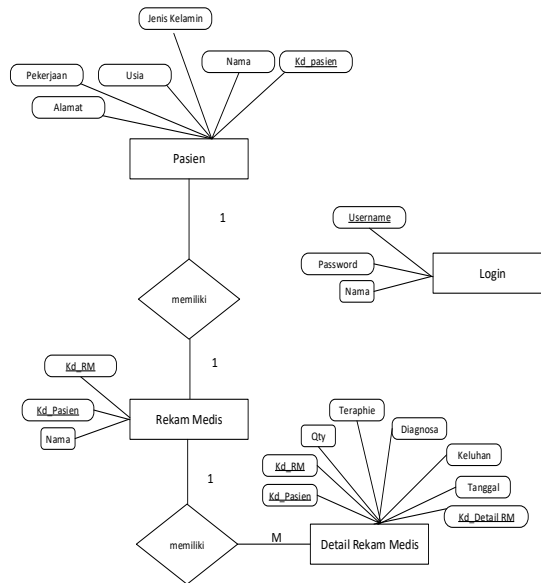 Jenis Kelamin
Pekerjaan
Usia
Nama
Kd_pasien
Alamat
Pasien
1
Username
Password
Login
Nama
memiliki
1
Kd_RM
Kd_Pasien
Rekam Medis
Nama
Teraphie
Diagnosa
Qty
Keluhan
Kd_RM
1
Tanggal
Kd_Pasien
Kd_Detail RM
memiliki
M
Detail Rekam Medis